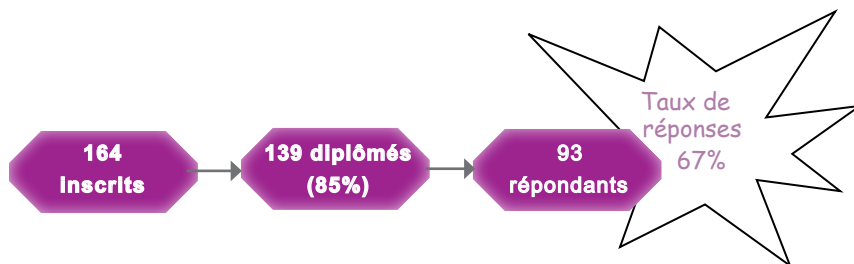 164
Inscrits
139 diplômés
(85%)
93
répondants
Taux de
réponses
67%